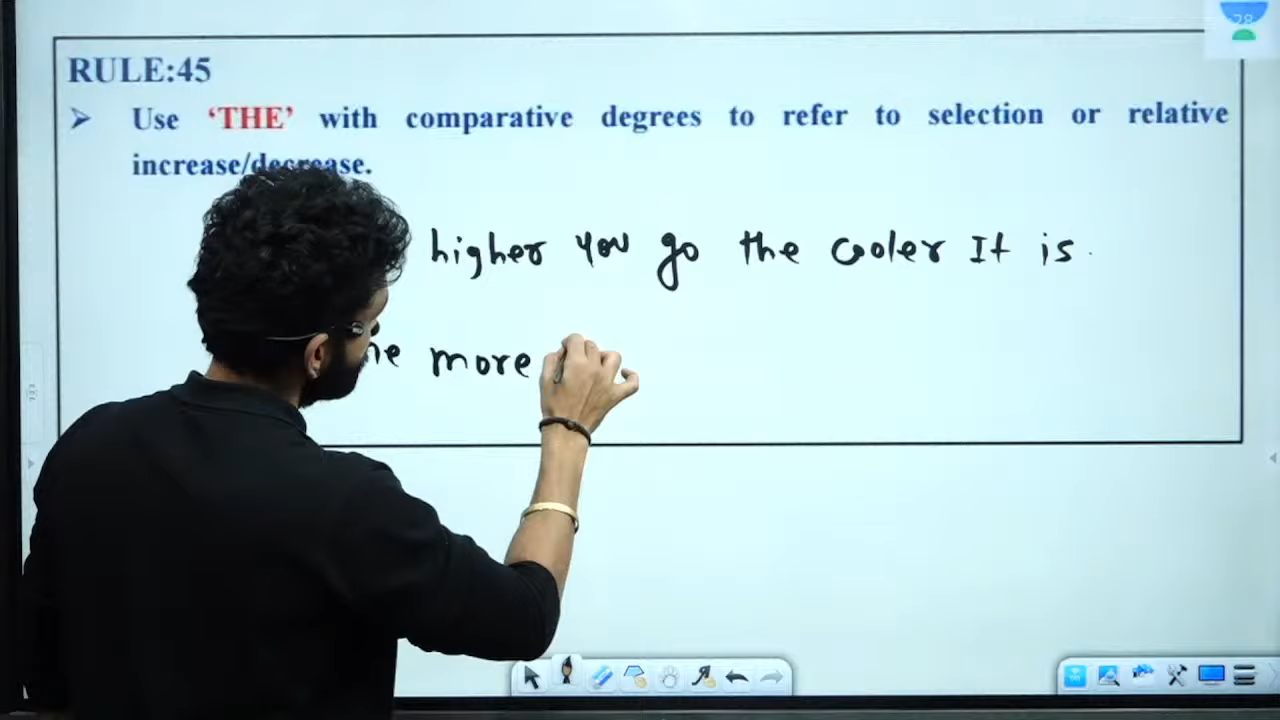 RULE:45
➢ Use ‘THE’ with comparative degrees to refer to selection or relative
increase/decrease.
higher you go the cooler It is.
more
28